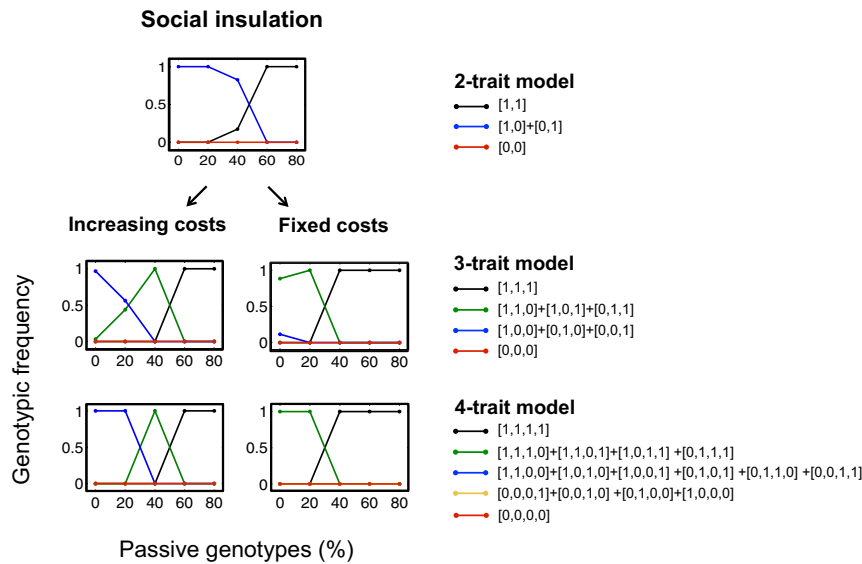 Social insulation
1
0.5
0
0 20 40 60 80
2-trait model
[1,1]
[1,0]+[0,1]
[0,0]
Increasing costs
Fixed costs
Genotypic frequency
1
0.5
0
0 20 40 60 80
1
0.5
0
0 20 40 60 80
3-trait model
[1,1,1]
[1,1,0]+[1,0,1]+[0,1,1]
[1,0,0]+[0,1,0]+[0,0,1]
[0,0,0]
1
0.5
0
0 20 40 60 80
1
0.5
0
0 20 40 60 80
4-trait model
[1,1,1,1]
[1,1,1,0]+[1,1,0,1]+[1,0,1,1] +[0,1,1,1]
[1,1,0,0]+[1,0,1,0]+[1,0,0,1] +[0,1,0,1] +[0,1,1,0] +[0,0,1,1]
[0,0,0,1]+[0,0,1,0] +[0,1,0,0]+[1,0,0,0]
[0,0,0,0]
Passive genotypes (%)